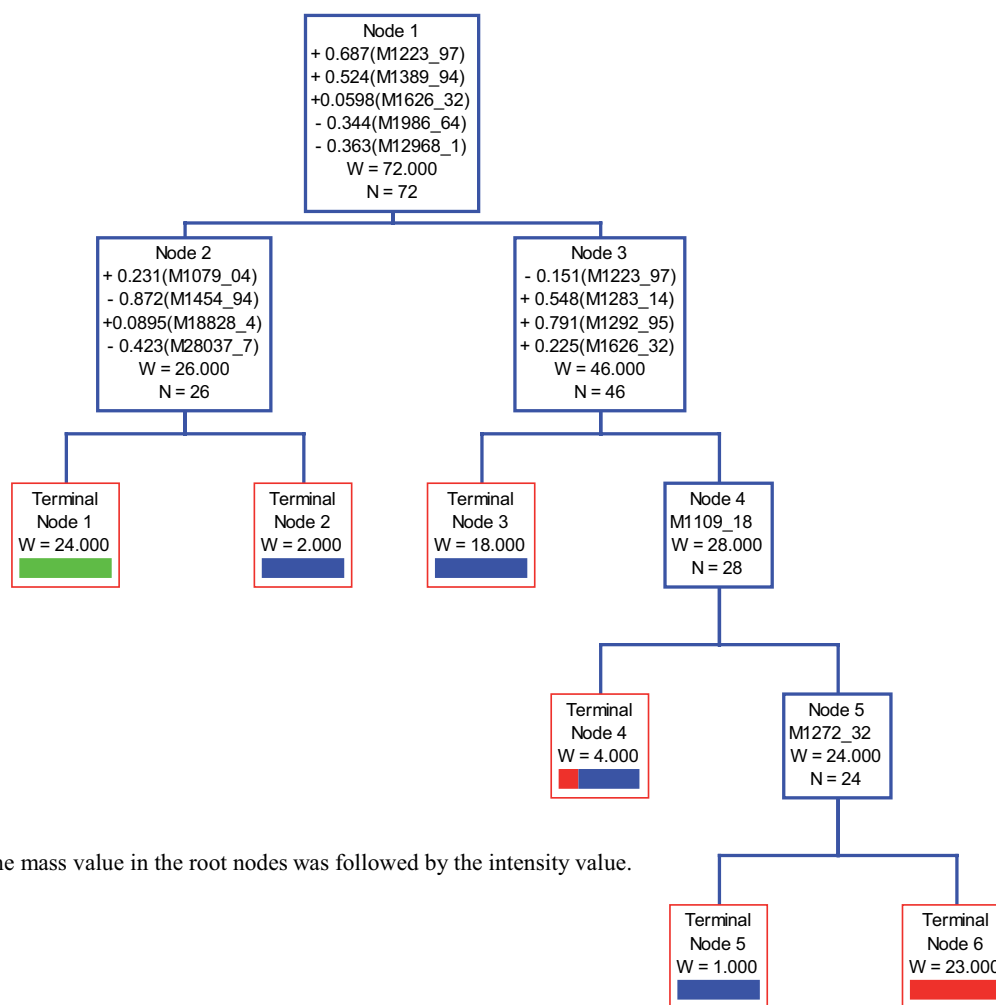 Node 1
+ 0.687(M1223_97)
+ 0.524(M1389_94)
+0.0598(M1626_32)
- 0.344(M1986_64)
- 0.363(M12968_1)
W = 72.000
N = 72
Node 2
+ 0.231(M1079_04)
- 0.872(M1454_94)
+0.0895(M18828_4)
- 0.423(M28037_7)
W = 26.000
N = 26
Node 3
- 0.151(M1223_97)
+ 0.548(M1283_14)
+ 0.791(M1292_95)
+ 0.225(M1626_32)
W = 46.000
N = 46
Terminal
Node 1
W = 24.000
Terminal
Node 2
W = 2.000
Terminal
Node 3
W = 18.000
Node 4
M1109_18
W = 28.000
N = 28
Terminal
Node 4
W = 4.000
Node 5
M1272_32
W = 24.000
N = 24
mass value in the root nodes was followed by the intensity value.
Terminal
Node 5
W = 1.000
Terminal
Node 6
W = 23.000